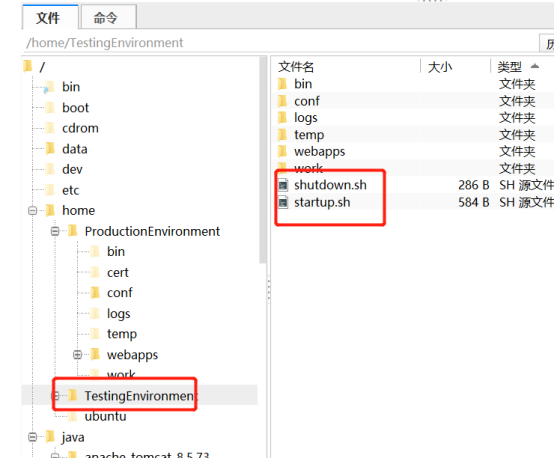 文件 命令
/home/TestingEnvironment 历
/
bin
boot
cdrom
data
dev
etc
home
ProductionEnvironment
bin
cert
conf
logs
temp
webapps
work
TestingEnvironment
ubuntu
java
apache-tomcat-8.5.73
文件名 大小 类型
bin 文件夹
conf 文件夹
logs 文件夹
temp 文件夹
webapps 文件夹
work 文件夹
shutdown.sh 286 B SH 源文件
startup.sh 584 B SH 源文件